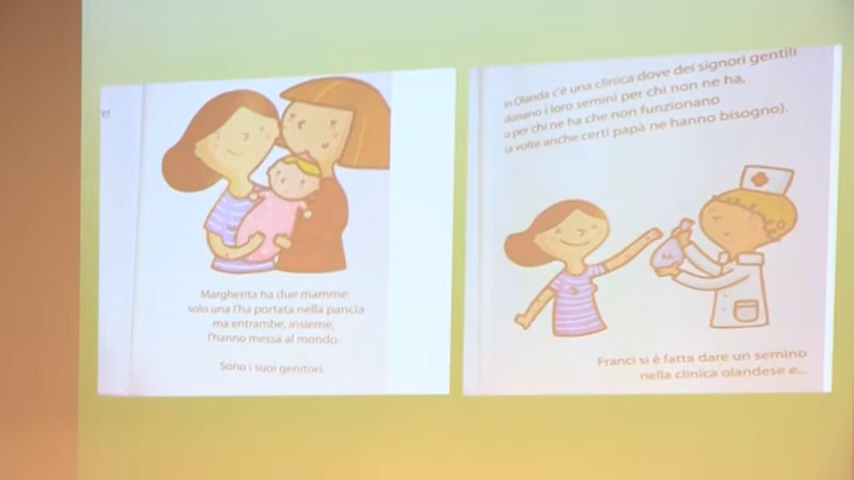 e!
Margherita ha due mamme:
solo una l'ha portata nella pancia
ma entrambe, insieme,
l'hanno messa al mondo.
Sono i suoi genitori.
In Olanda c'è una clinica dove dei signori gentili
donano i loro semini per chi non ne ha,
o per chi ne ha che non funzionano
(a volte anche certi papà ne hanno bisogno).
Franci si è fatta dare un semino
nella clinica olandese e...